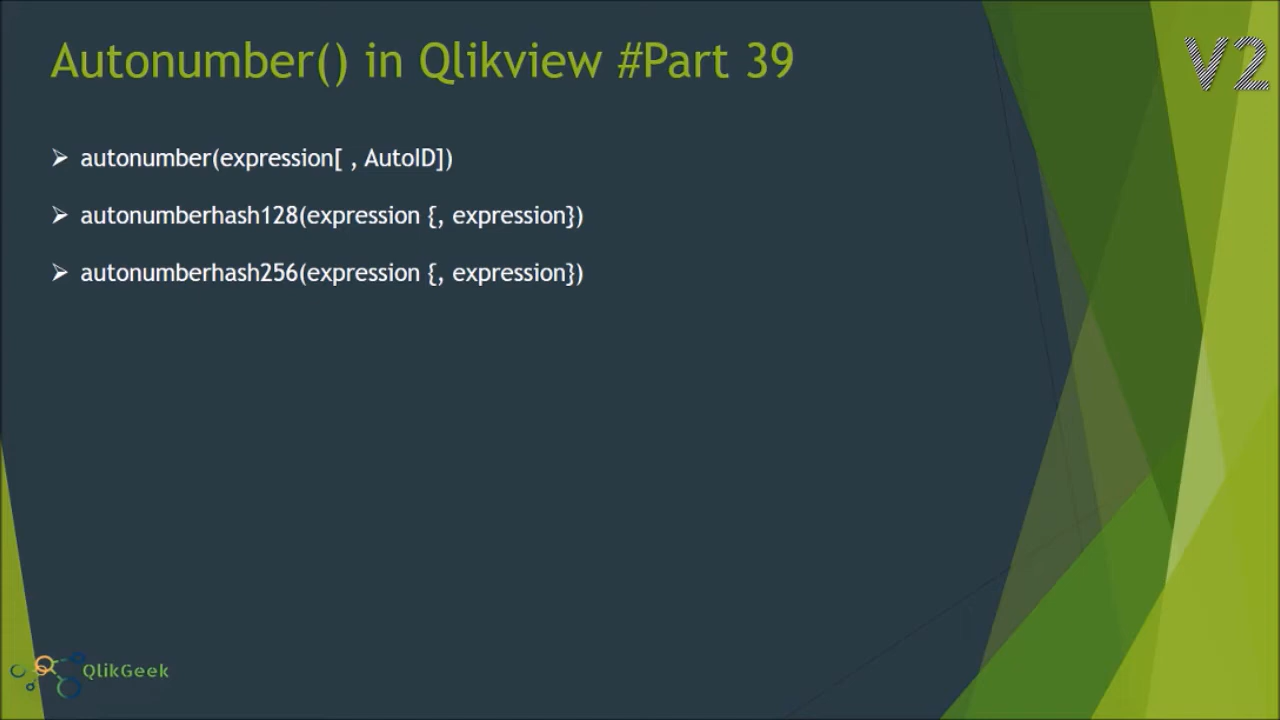 Autonumber() in Qlikview #Part 39
V2
➢ autonumber(expression[ , AutoID])
➢ autonumberhash128(expression {, expression})
➢ autonumberhash256(expression {, expression})
QlikGeek